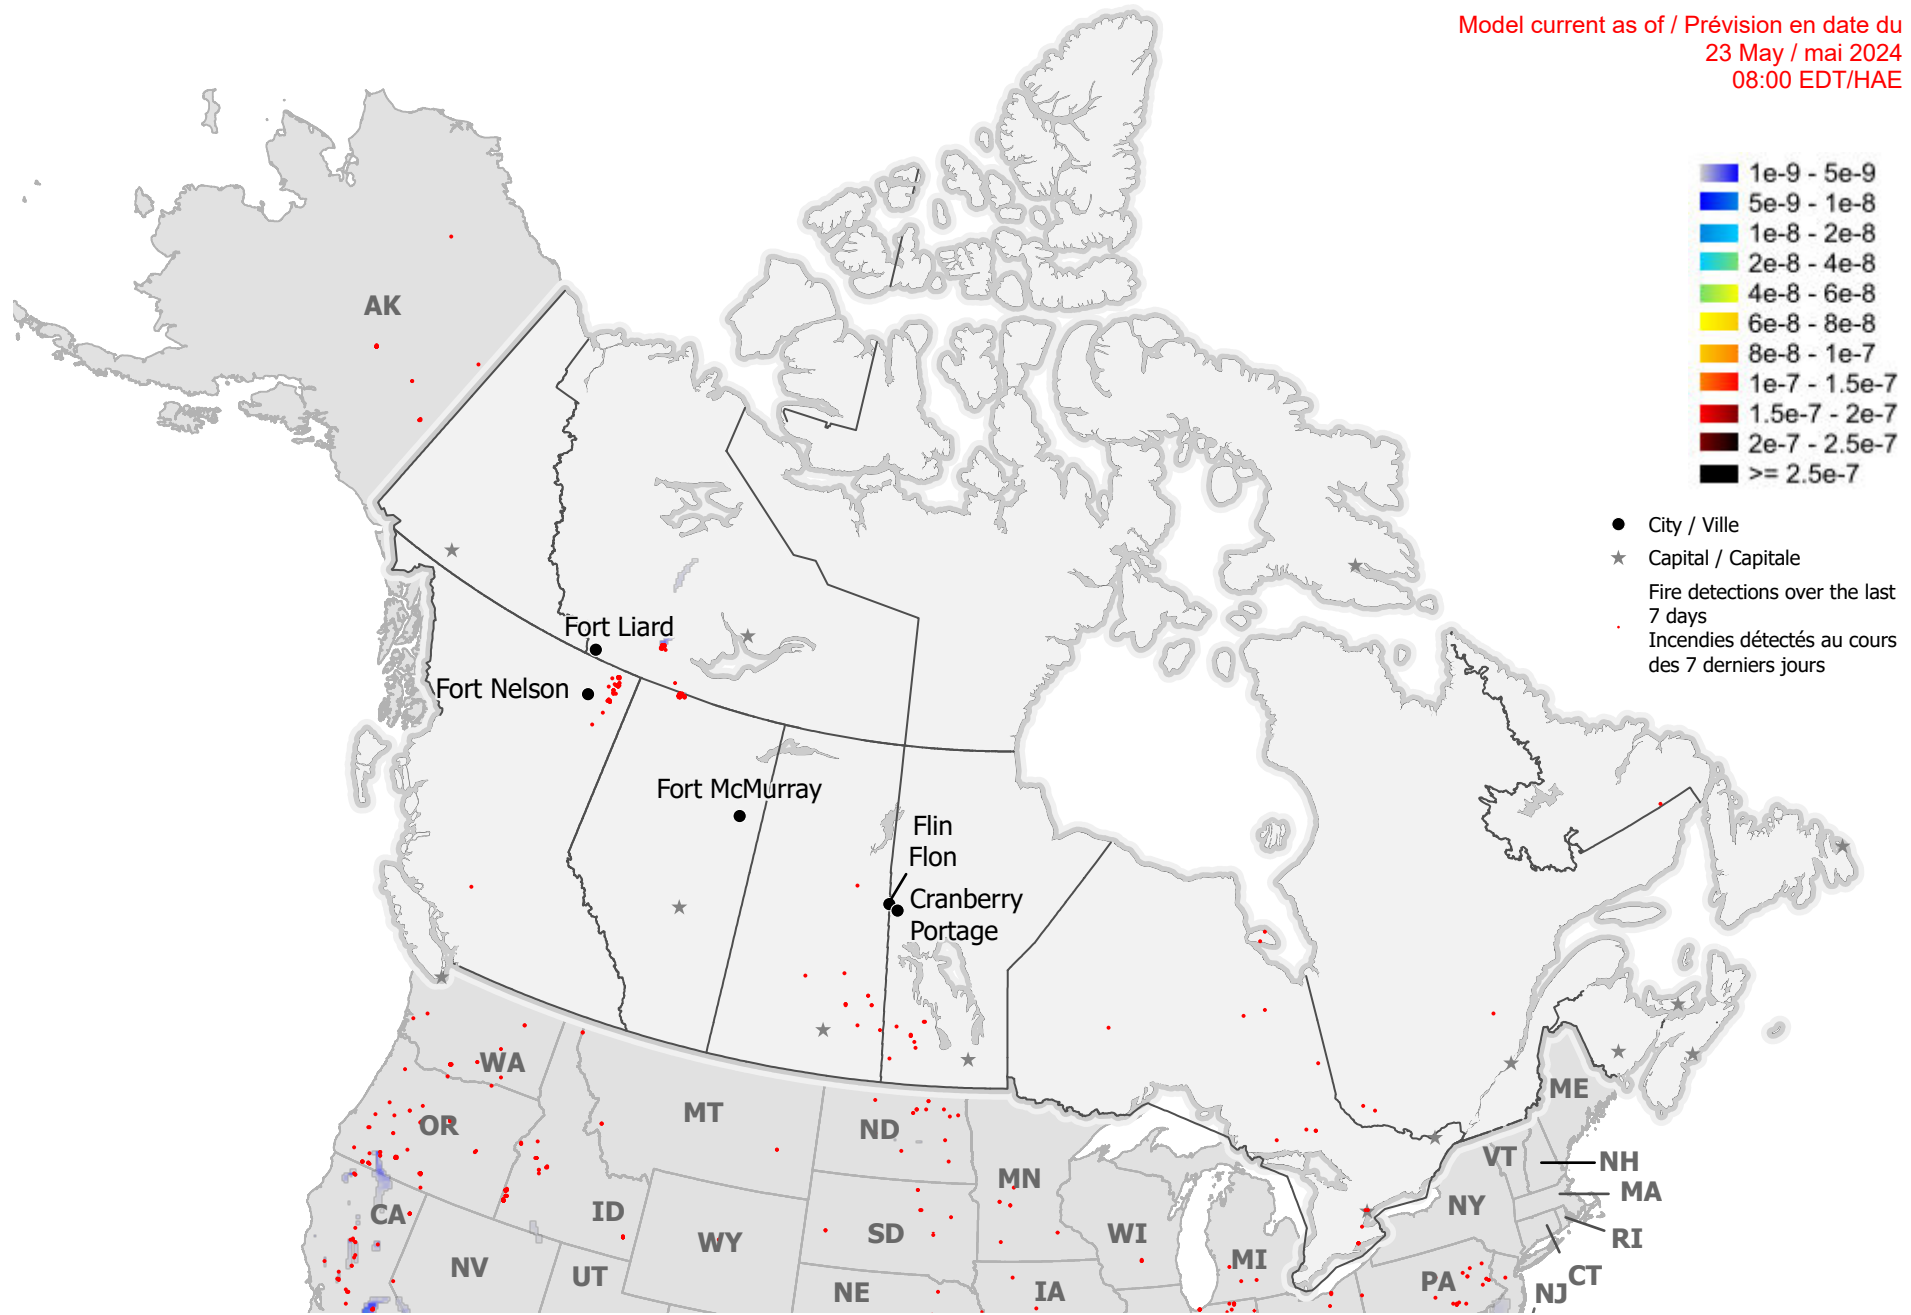 Model current as of / Prévision en date du
23 May / mai 2024
08:00 EDT/HAE
1e-9 - 5e-9
5e-9 - 1e-8
1e-8 - 2e-8
2e-8 - 4e-8
4e-8 - 6e-8
6e-8 - 8e-8
8e-8 - 1e-7
1e-7 - 1.5e-7
1.5e-7 - 2e-7
2e-7 - 2.5e-7
>= 2.5e-7
City / Ville
Capital / Capitale
Fire detections over the last
7 days
Incendies détectés au cours
des 7 derniers jours
AK
Fort Liard
Fort Nelson
Fort McMurray
Flin
Flon
Cranberry
Portage
WA
OR
MT
ND
MN
ID
CA
WY
SD
WI
MI
NV
UT
NE
IA
ME
VT
NH
MA
NY
RI
CT
PA
NJ